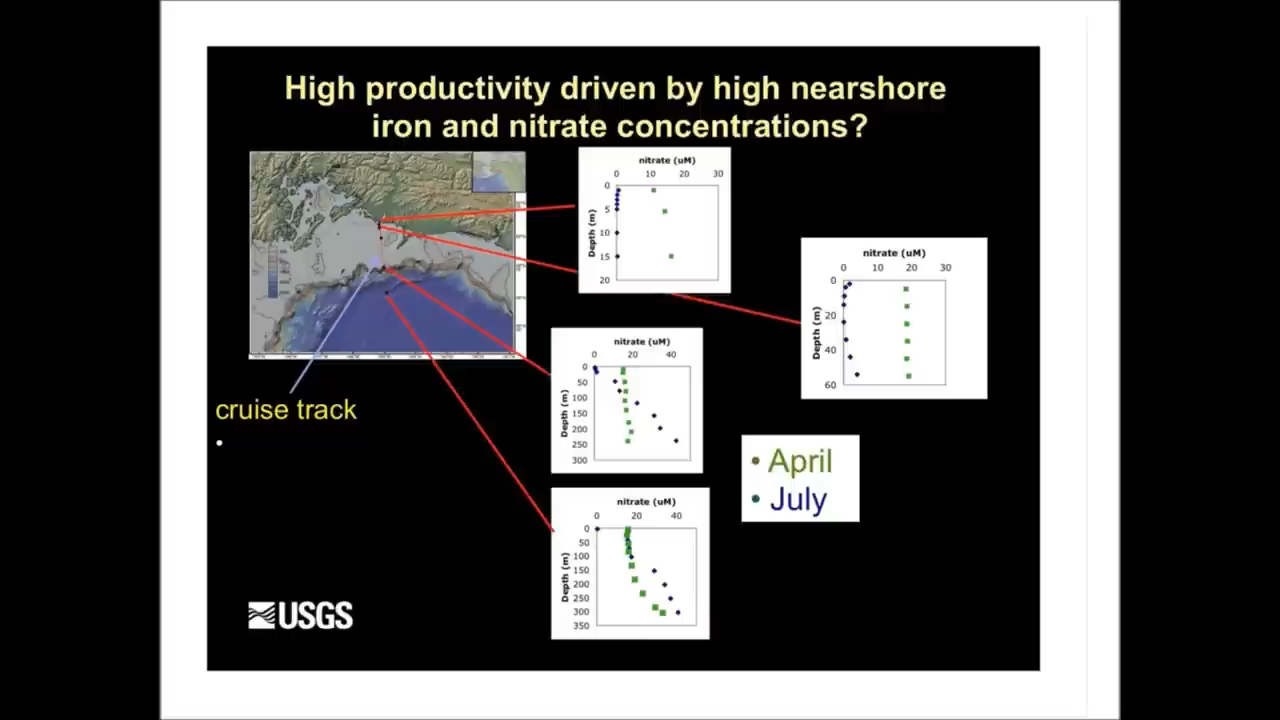 High productivity driven by high nearshore
iron and nitrate concentrations?
nitrate (uM)
0 10 20 30
Depth (m)
0
5
10
15
20
nitrate (uM)
0 10 20 30
Depth (m)
0
20
40
60
nitrate (uM)
0 20 40
Depth (m)
0
50
100
150
200
250
300
cruise track
• April
• July
nitrate (uM)
0 20 40
Depth (m)
0
50
100
150
200
250
300
350
USGS